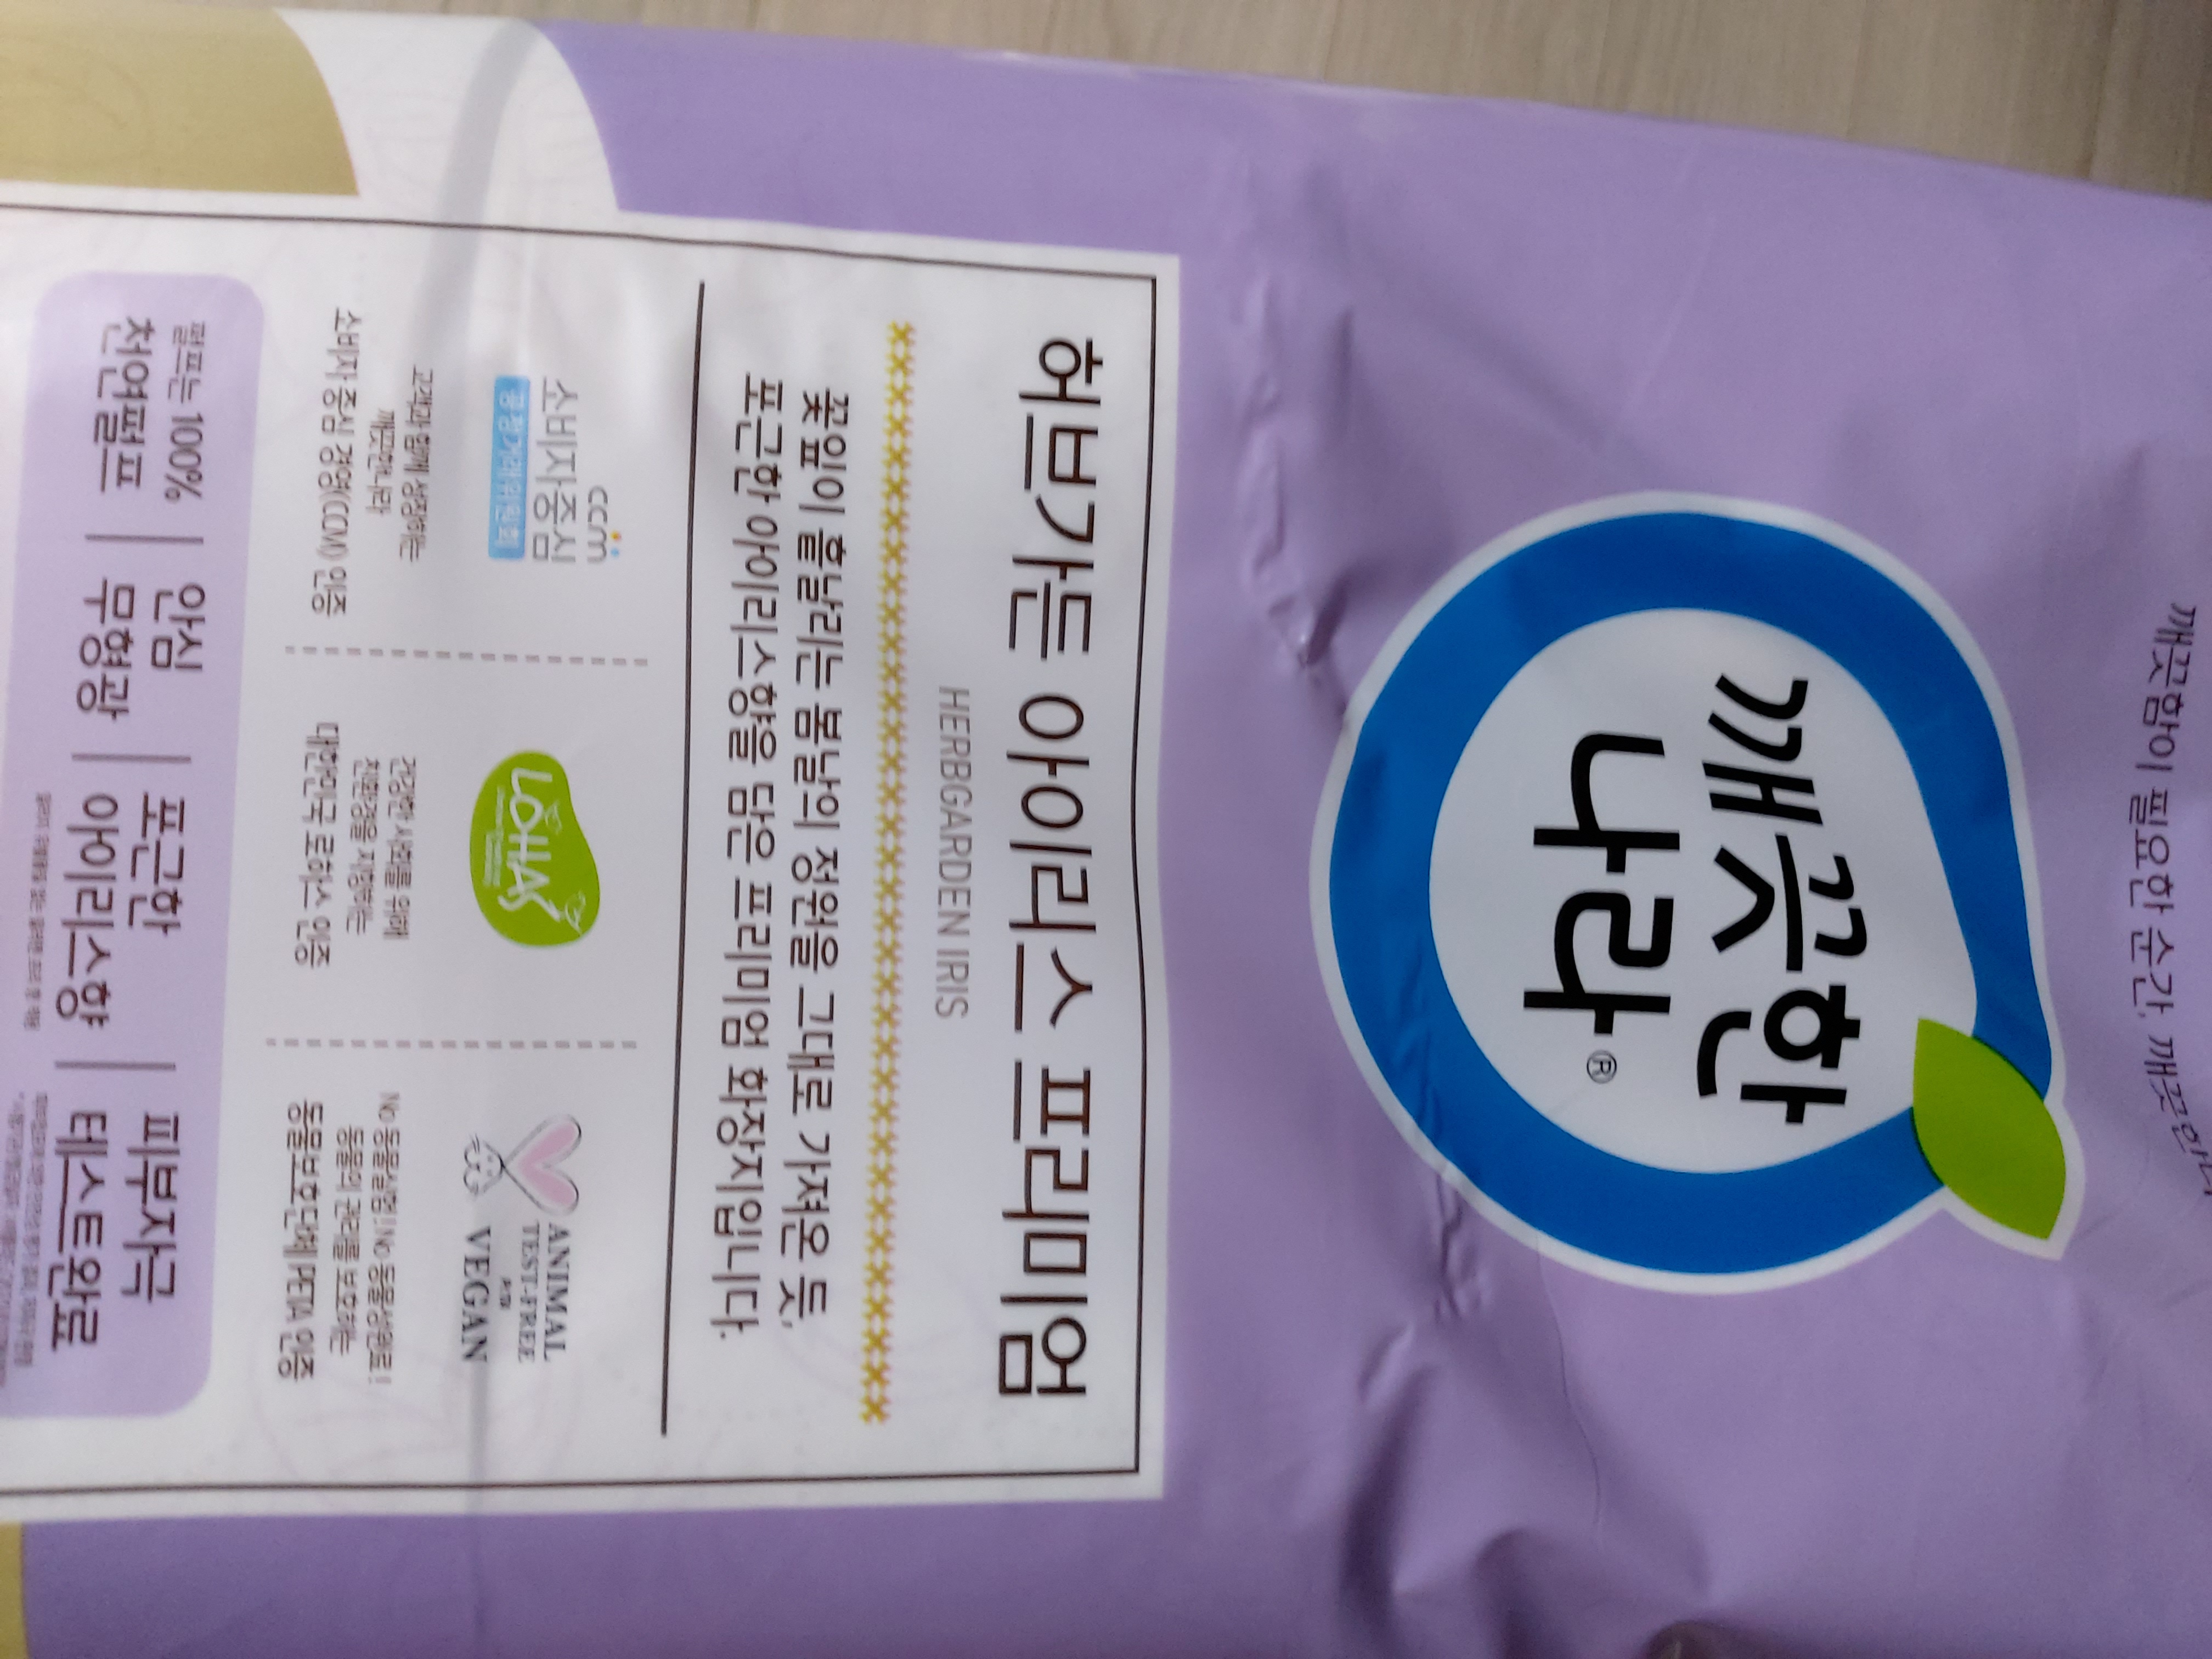 깨끗함이 필요한 순간, 깨끗한나
깨끗한
나라®
허브가든 아이리스 프리미엄
HERBGARDEN IRIS
꽃잎이 흩날리는 봄날의 정원을 그대로 가져온 듯,
포근한 아이리스향을 담은 프리미엄 화장지입니다.
ccm
소비자중심
공정거래위원회
고객과 함께 성장하는
깨끗한나라
소비자 중심 경영(CCM) 인증
LOHAS
건강한 사회를 위해
친환경을 지향하는
대한민국 로하스 인증
ANIMAL
TEST-FREE
VEGAN
No 동물실험! No 동물성원료!
동물의 권리를 보호하는
동물보호단체 PETA 인증
펄프는 100%
천연펄프
안심
무형광
포근한
아이리스향
피부자극
테스트완료